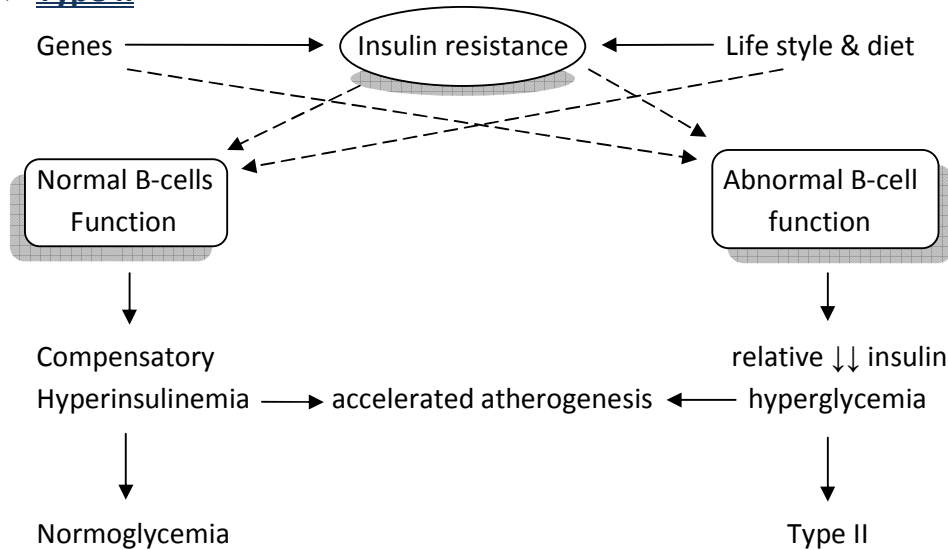 Type II
Genes
Insulin resistance
Life style & diet
Normal B-cells
Function
Abnormal B-cell
function
Compensatory
Hyperinsulinemia
accelerated atherogenesis
relative ↓↓ insulin
hyperglycemia
Normoglycemia
Type II